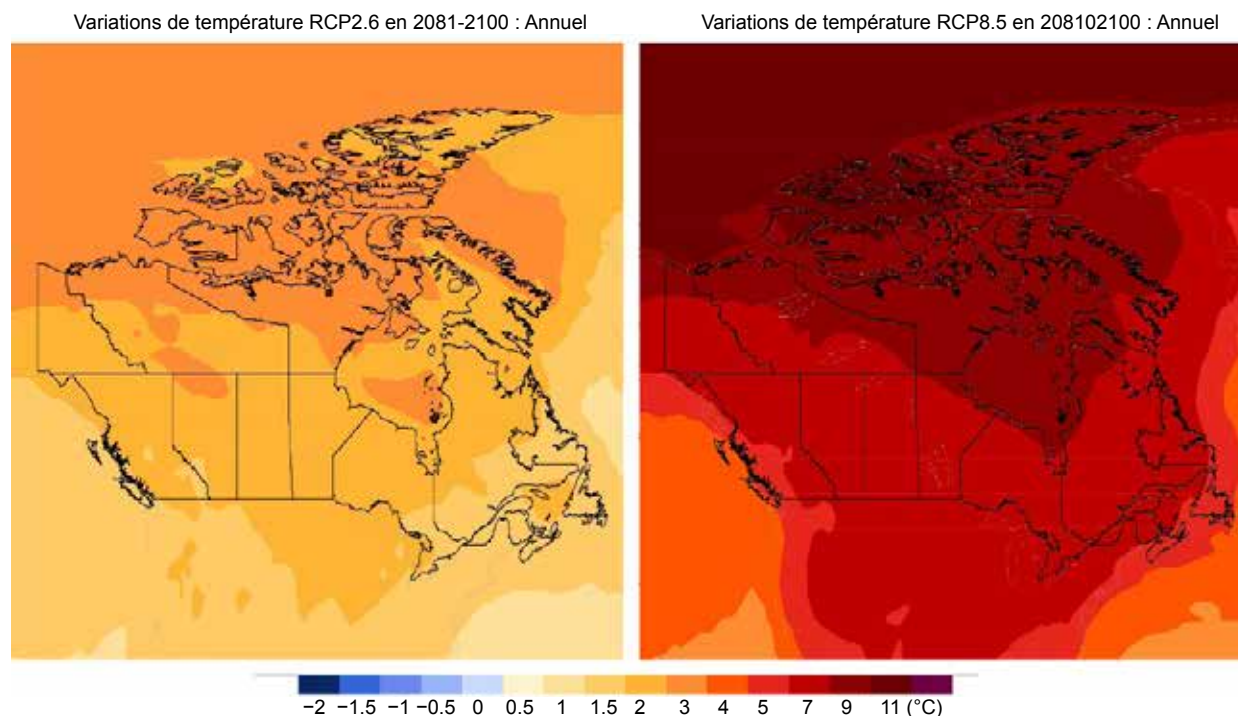 Variations de température RCP2.6 en 2081-2100 : Annuel
Variations de température RCP8.5 en 208102100 : Annuel
−2 −1.5 −1 −0.5 0 0.5 1 1.5 2 3 4 5 7 9 11 (°C)